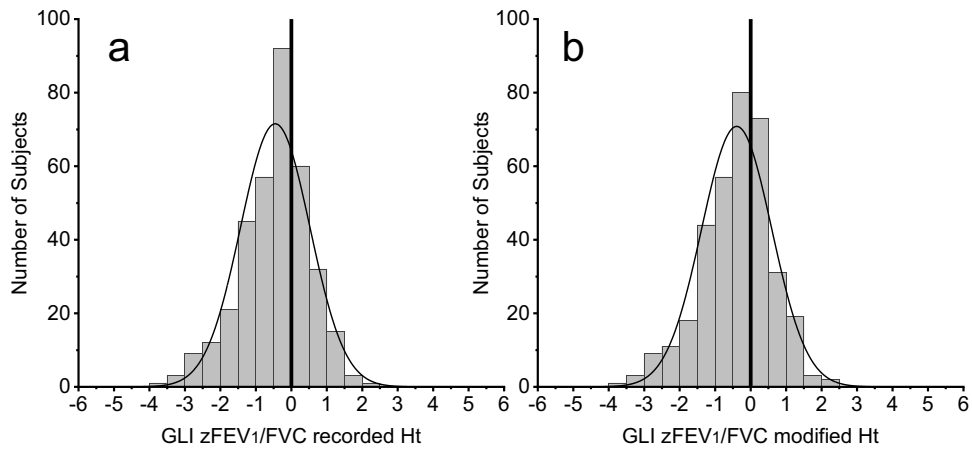 a
Number of Subjects
100
80
60
40
20
0
-6 -5 -4 -3 -2 -1 0 1 2 3 4 5 6
GLI zFEV1/FVC recorded Ht
b
Number of Subjects
100
80
60
40
20
0
-6 -5 -4 -3 -2 -1 0 1 2 3 4 5 6
GLI zFEV1/FVC modified Ht